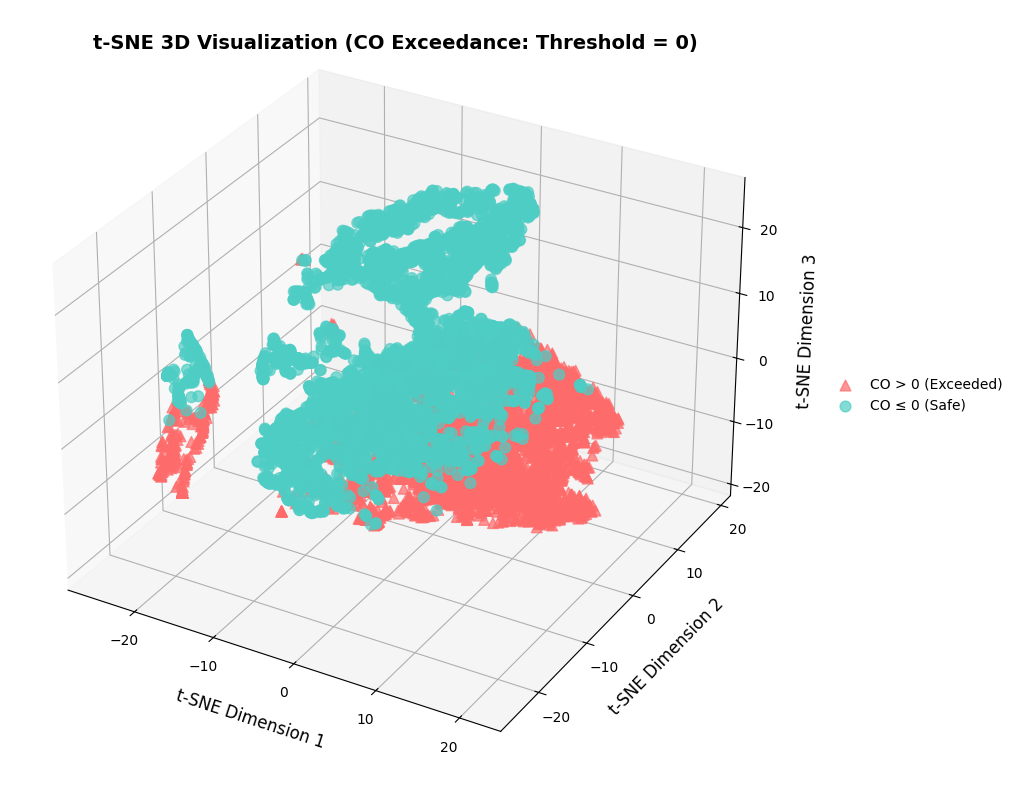 t-SNE 3D Visualization (CO Exceedance: Threshold = 0)
20
10
0
−10
−20
t-SNE Dimension 3
CO > 0 (Exceeded)
CO ≤ 0 (Safe)
20
10
0
−10
−20
t-SNE Dimension 2
−20
−10
0
10
20
t-SNE Dimension 1